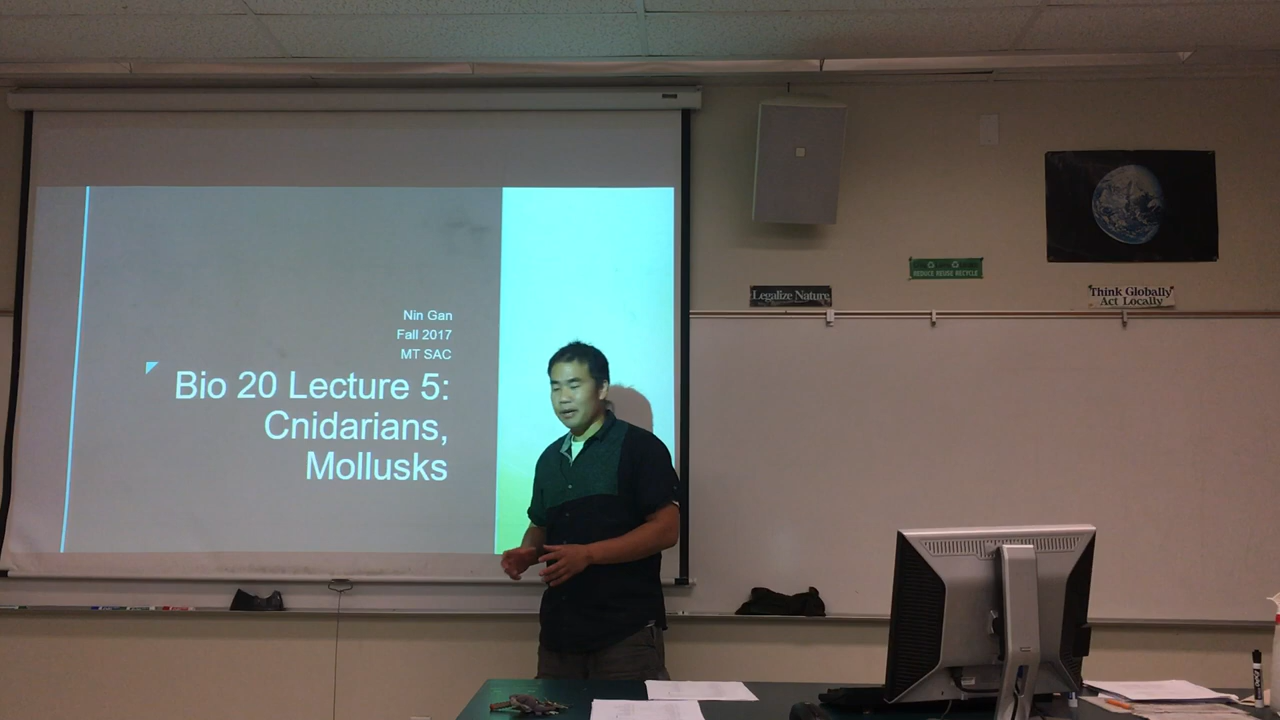 Nin Gan
Fall 2017
MT SAC
Bio 20 Lecture 5:
Cnidarians,
Mollusks
Legalize Nature
REDUCE REUSE RECYCLE
"Think Globally
Act Locally